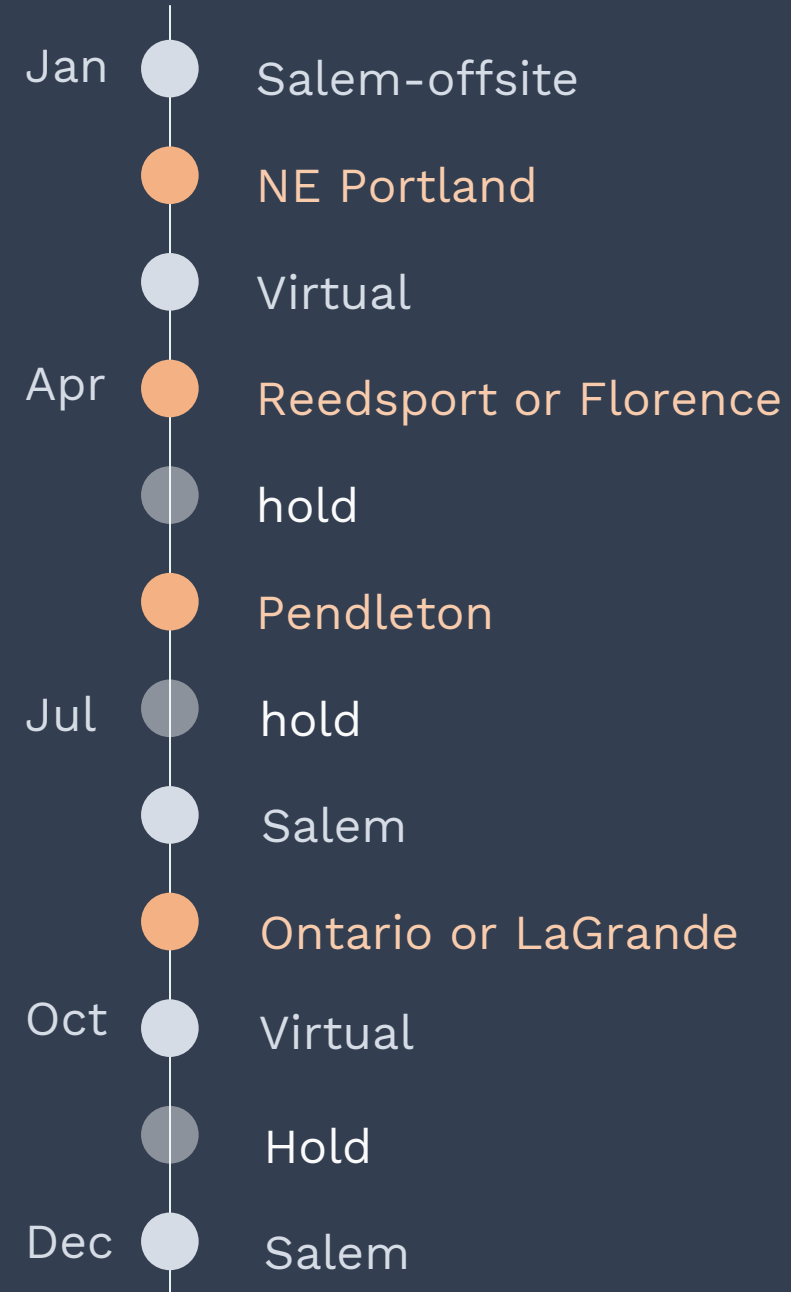 Jan
Salem-offsite
NE Portland
Virtual
Apr
Reedsport or Florence
hold
Pendleton
Jul
hold
Salem
Ontario or LaGrande
Oct
Virtual
Hold
Dec
Salem